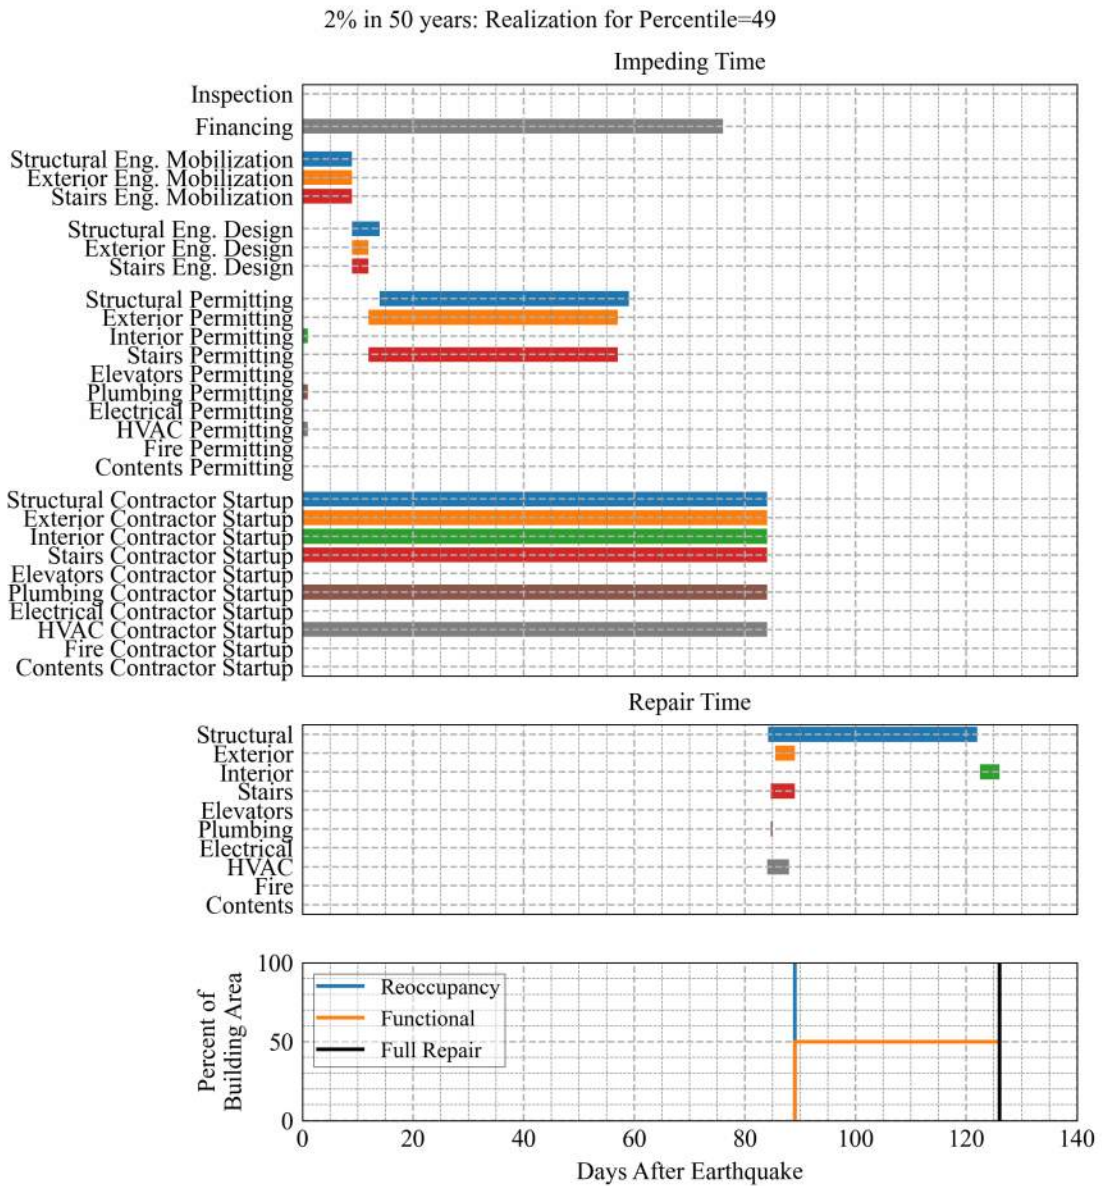 2% in 50 years: Realization for Percentile=49
Impeding Time
Inspection
Financing
Structural Eng. Mobilization
Exterior Eng. Mobilization
Stairs Eng. Mobilization
Structural Eng. Design
Exterior Eng. Design
Stairs Eng. Design
Structural Permitting
Exterior Permitting
Interior Permitting
Stairs Permitting
Elevators Permitting
Plumbing Permitting
Electrical Permitting
HVAC Permitting
Fire Permitting
Contents Permitting
Structural Contractor Startup
Exterior Contractor Startup
Interior Contractor Startup
Stairs Contractor Startup
Elevators Contractor Startup
Plumbing Contractor Startup
Electrical Contractor Startup
HVAC Contractor Startup
Fire Contractor Startup
Contents Contractor Startup
Repair Time
Structural
Exterior
Interior
Stairs
Elevators
Plumbing
Electrical
HVAC
Fire
Contents
Percent of
Building Area
100
50
0
Reoccupancy
Functional
Full Repair
0 20 40 60 80 100 120 140
Days After Earthquake